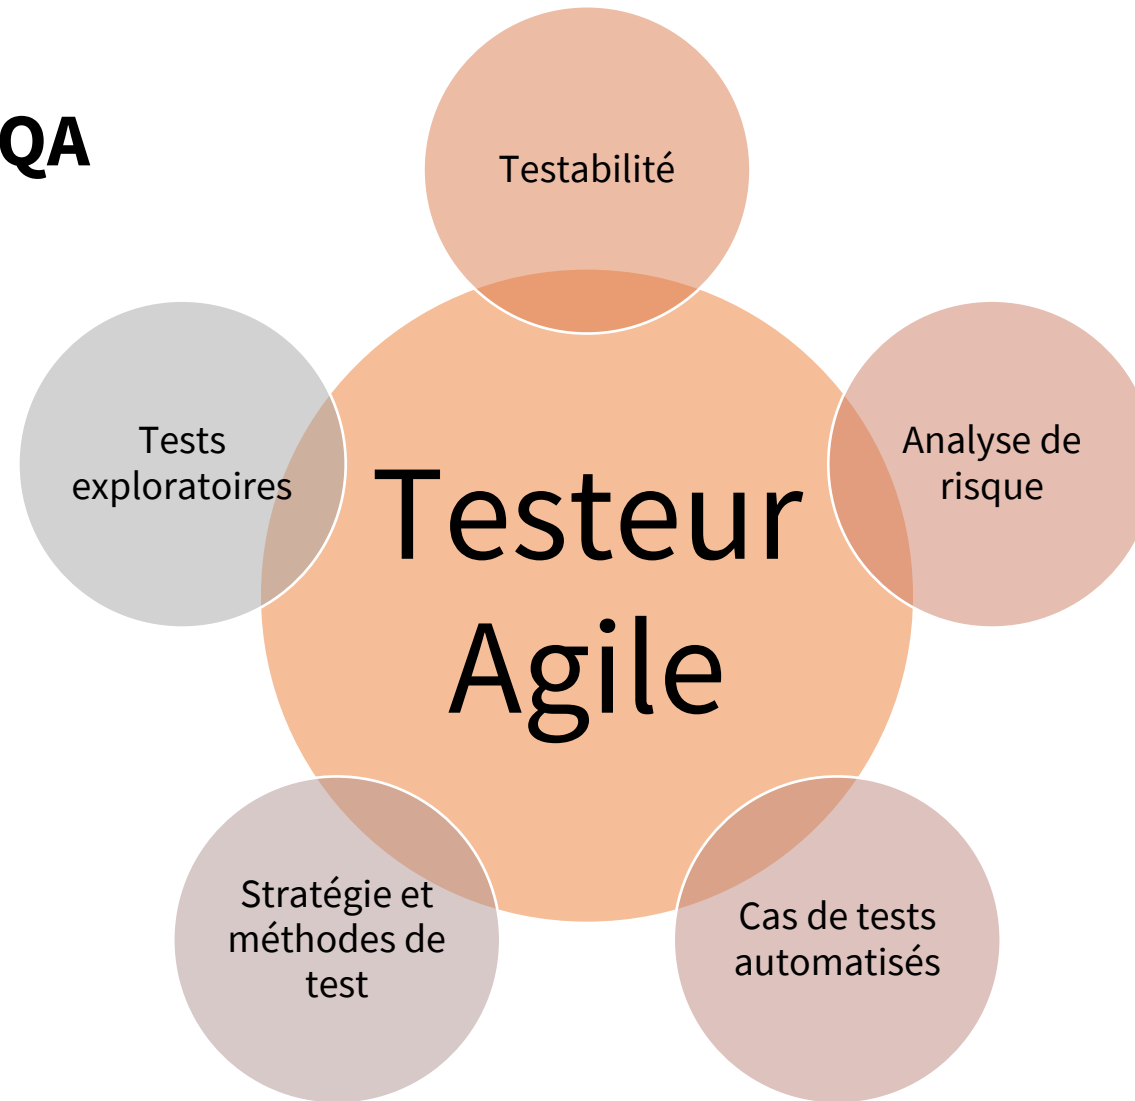 QA
Testabilité
Tests
exploratoires
Analyse de
risque
Testeur
Agile
Stratégie et
méthodes de
test
Cas de tests
automatisés